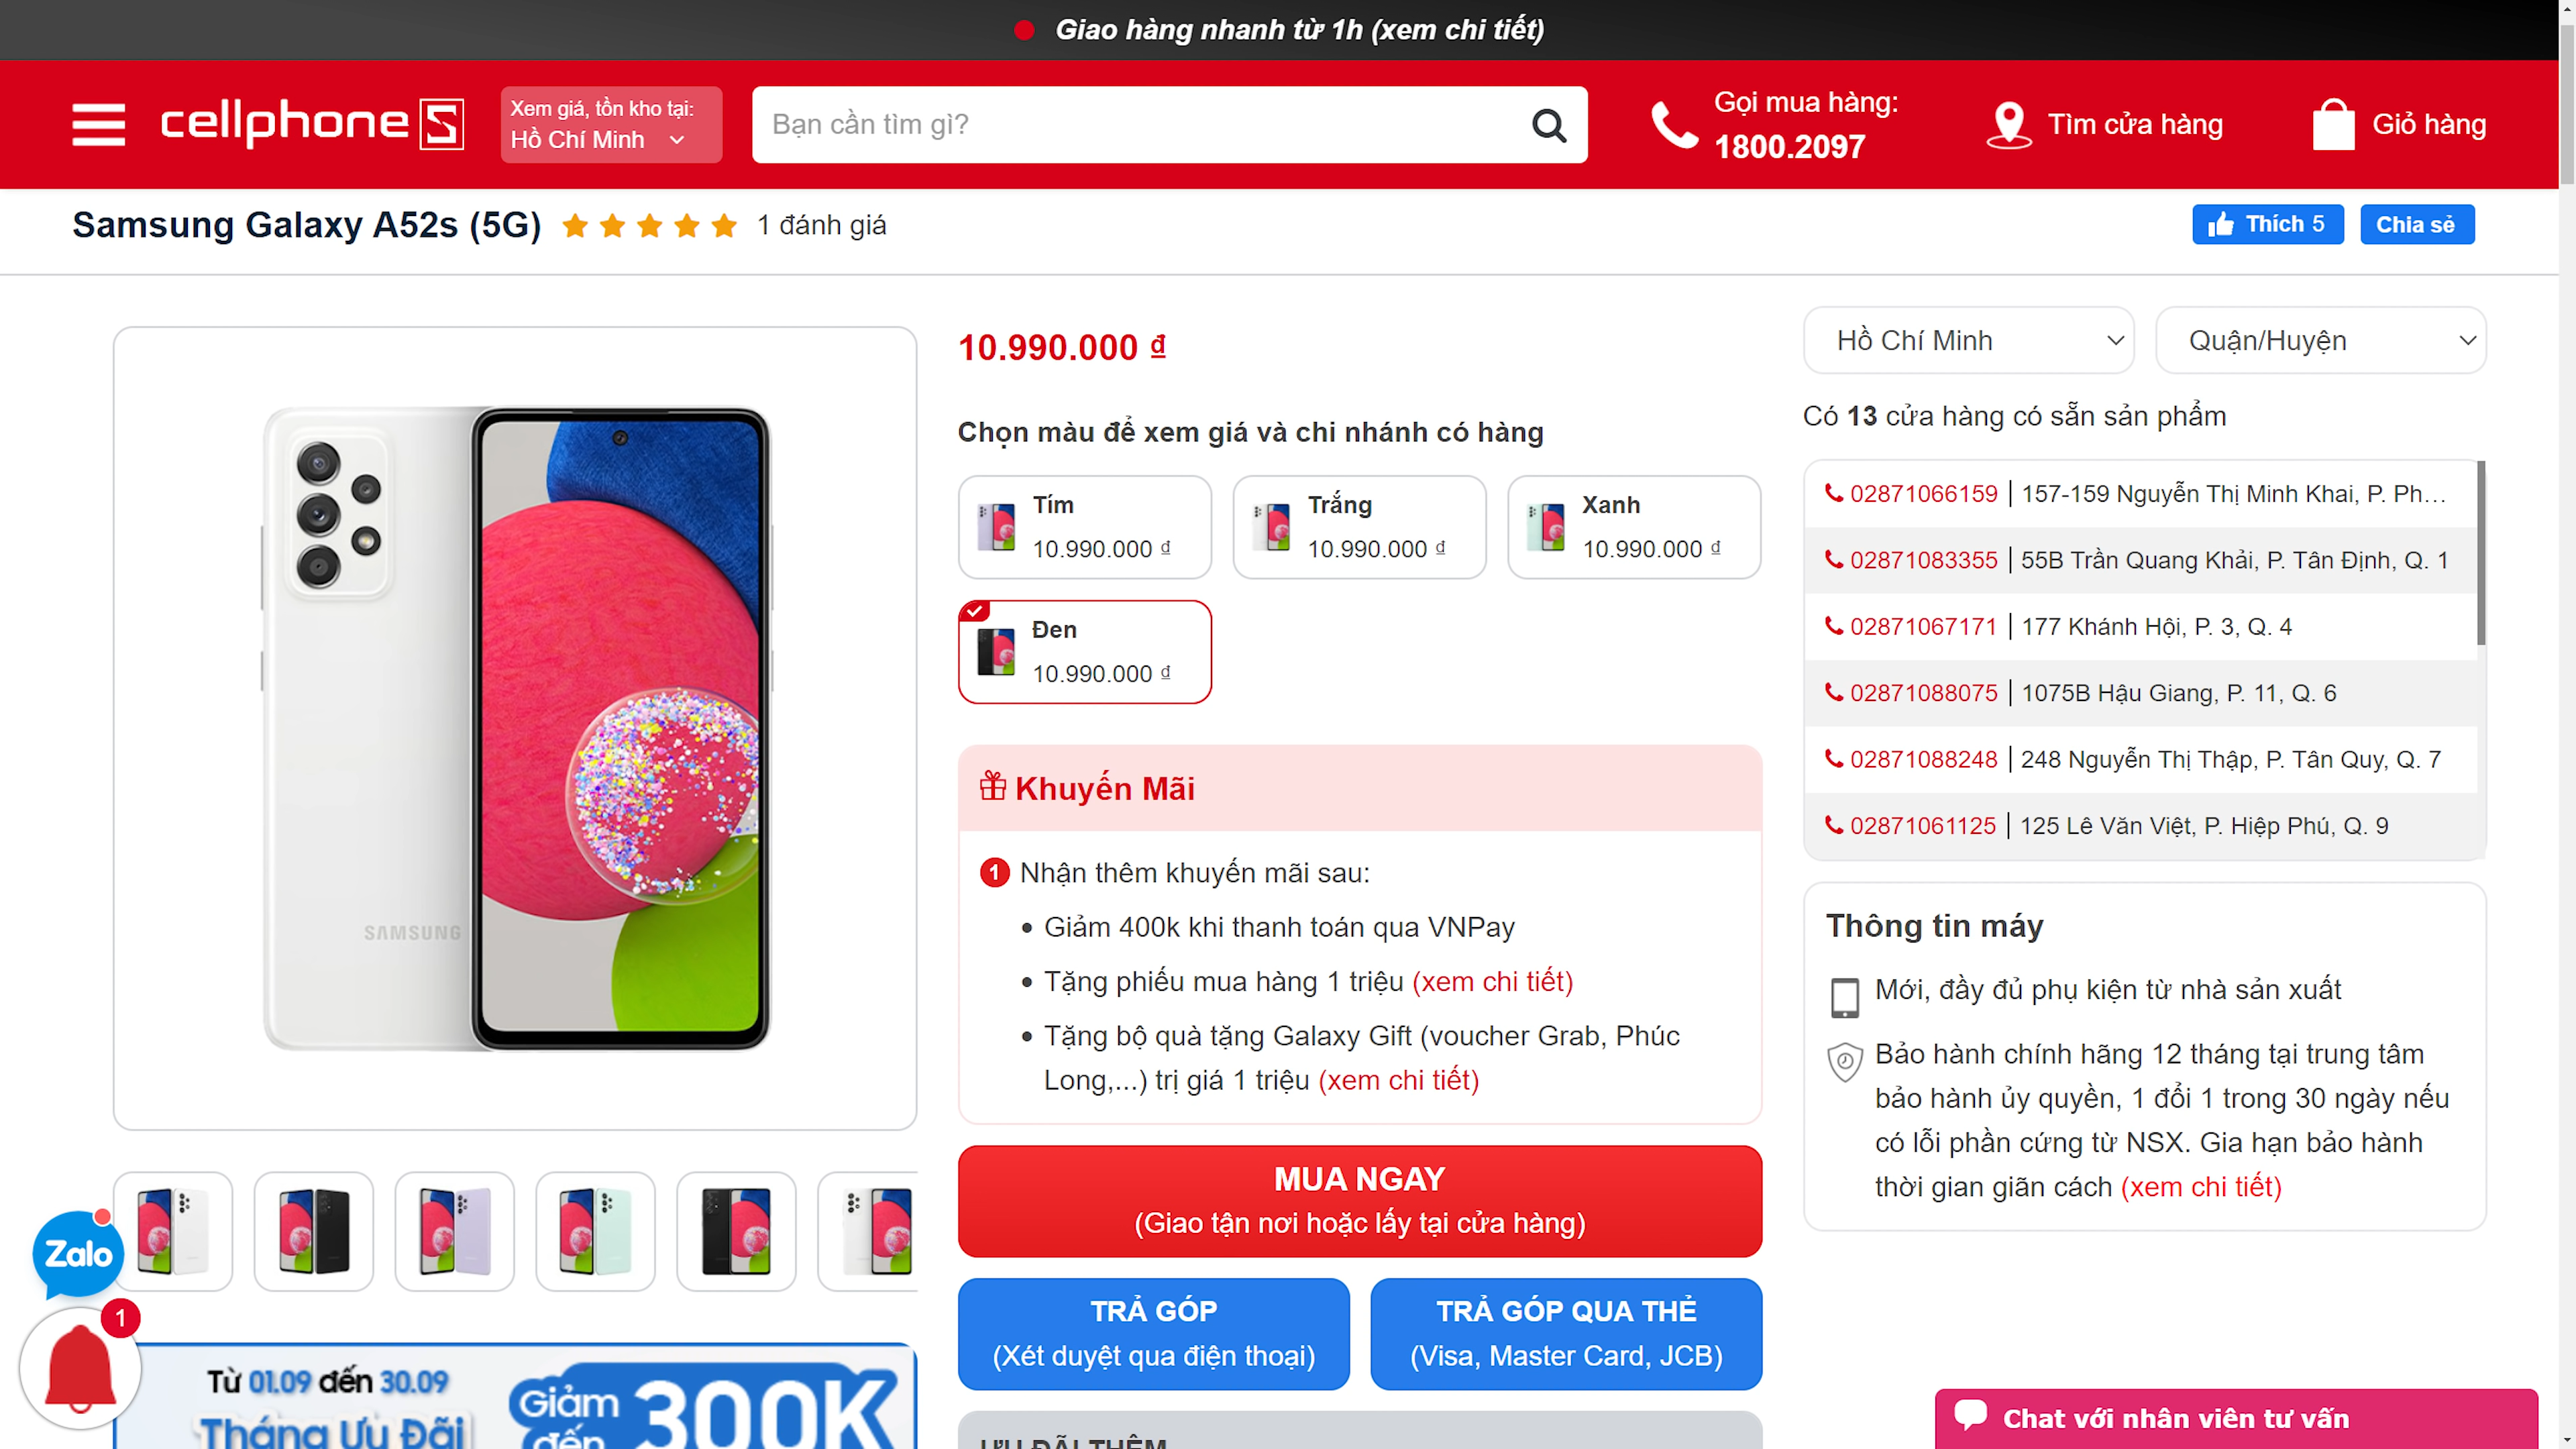 Giao hàng nhanh từ 1h (xem chi tiết)
cellphoneS
Xem giá, tồn kho tại:
Hồ Chí Minh
Bạn cần tìm gì?
Gọi mua hàng:
1800.2097
Tìm cửa hàng
Giỏ hàng
Samsung Galaxy A52s (5G)
1 đánh giá
Thích 5
Chia sẻ
SAMSUNG
10.990.000 ₫
Chọn màu để xem giá và chi nhánh có hàng
Tím
10.990.000 ₫
Trắng
10.990.000 ₫
Xanh
10.990.000 ₫
Đen
10.990.000 ₫
Khuyến Mãi
1 Nhận thêm khuyến mãi sau:
• Giảm 400k khi thanh toán qua VNPay
• Tặng phiếu mua hàng 1 triệu (xem chi tiết)
• Tặng bộ quà tặng Galaxy Gift (voucher Grab, Phúc
Long,...) trị giá 1 triệu (xem chi tiết)
MUA NGAY
(Giao tận nơi hoặc lấy tại cửa hàng)
TRẢ GÓP
(Xét duyệt qua điện thoại)
TRẢ GÓP QUA THẺ
(Visa, Master Card, JCB)
ƯU ĐÃI THÊM
Hồ Chí Minh
Quận/Huyện
Có 13 cửa hàng có sẵn sản phẩm
02871066159 | 157-159 Nguyễn Thị Minh Khai, P. Ph...
02871083355 | 55B Trần Quang Khải, P. Tân Định, Q. 1
02871067171 | 177 Khánh Hội, P. 3, Q. 4
02871088075 | 1075B Hậu Giang, P. 11, Q. 6
02871088248 | 248 Nguyễn Thị Thập, P. Tân Quy, Q. 7
02871061125 | 125 Lê Văn Việt, P. Hiệp Phú, Q. 9
Thông tin máy
Mới, đầy đủ phụ kiện từ nhà sản xuất
Bảo hành chính hãng 12 tháng tại trung tâm
bảo hành ủy quyền, 1 đổi 1 trong 30 ngày nếu
có lỗi phần cứng từ NSX. Gia hạn bảo hành
thời gian giãn cách (xem chi tiết)
Zalo
1
Từ 01.09 đến 30.09
Tháng Ưu Đãi
Giảm
đến
300K
Chat với nhân viên tư vấn